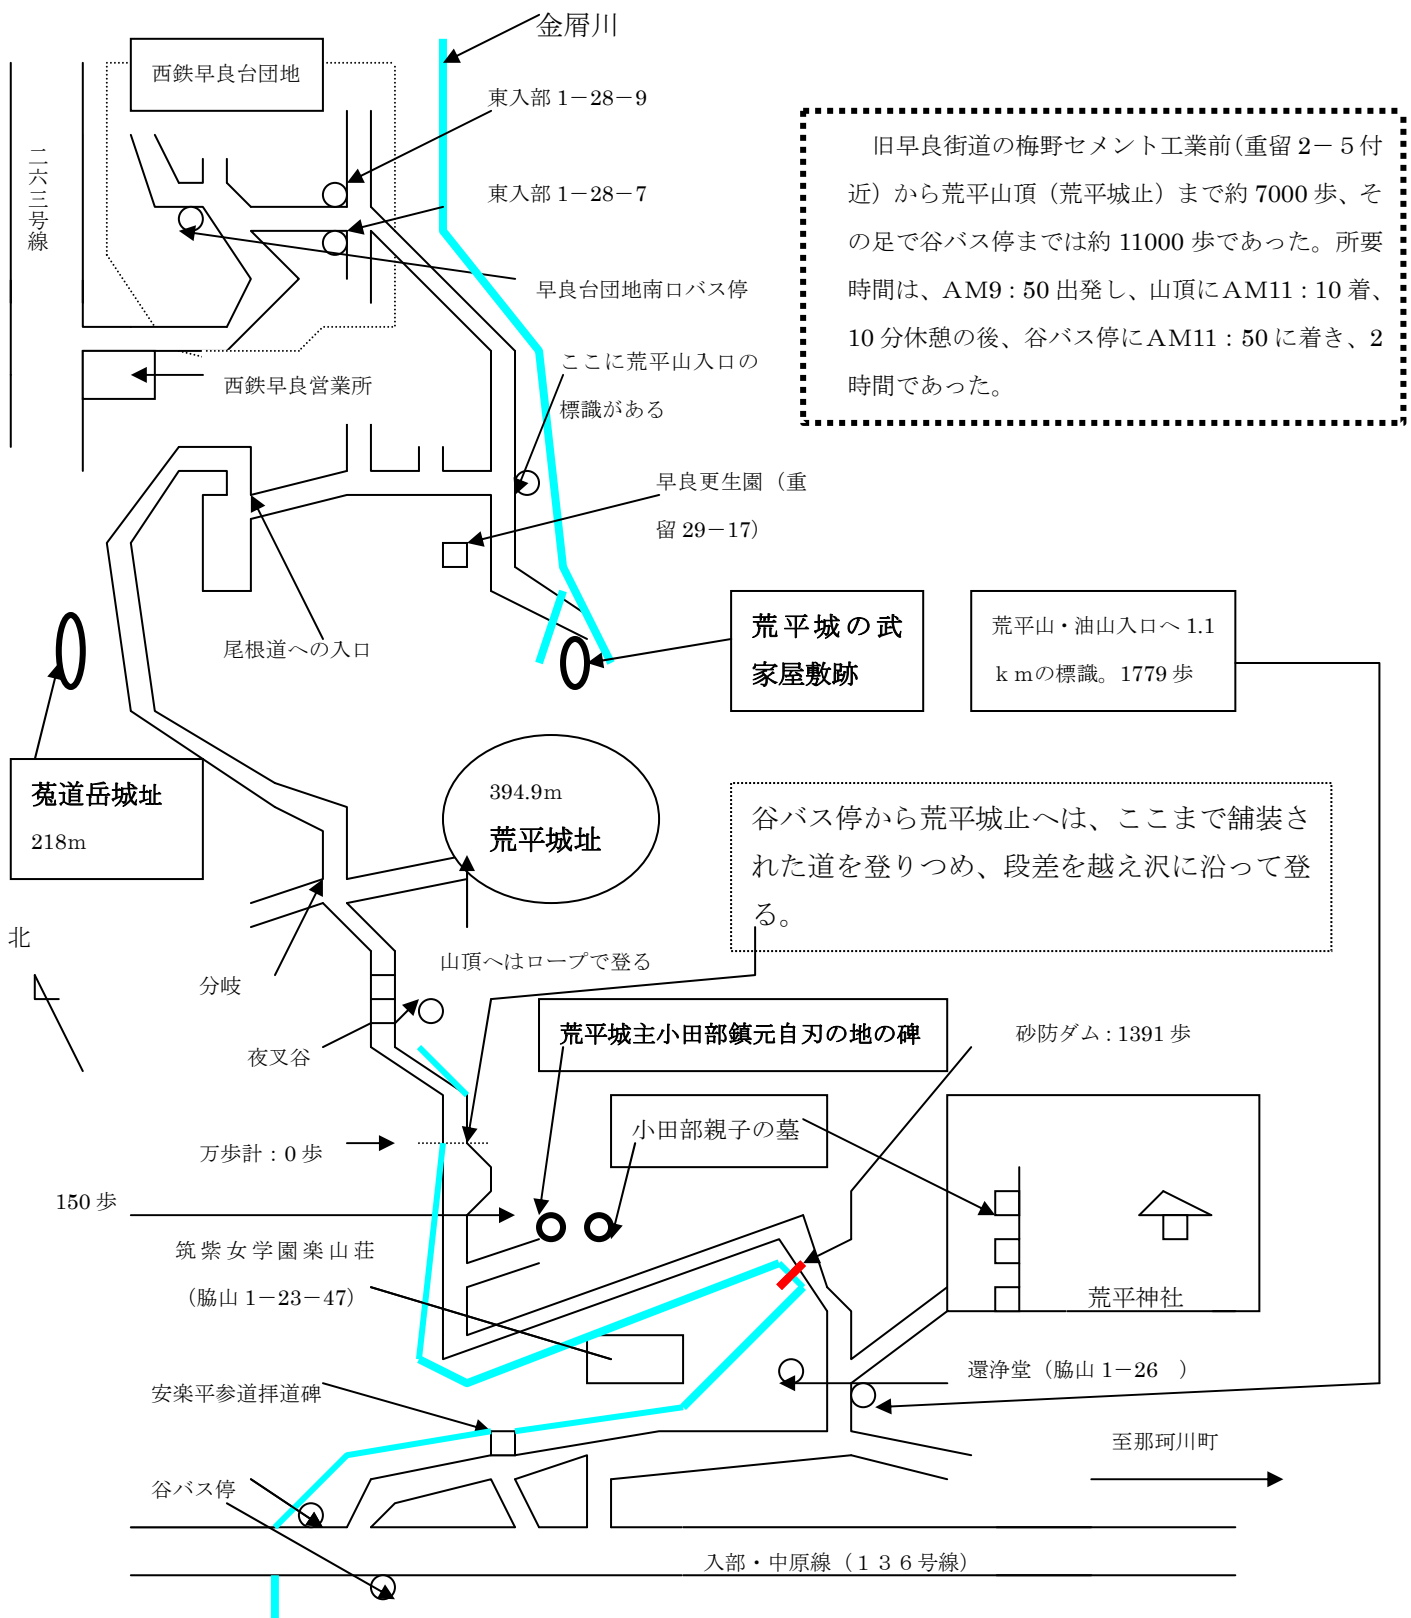 金屑川
西鉄早良台団地
東入部 1－28－9
二六三号線
旧早良街道の梅野セメント工業前（重留 2－５付
近）から荒平山頂（荒平城止）まで約 7000 歩、そ
の足で谷バス停までは約 11000 歩であった。所要
時間は、AM9：50 出発し、山頂にAM11：10 着、
10 分休憩の後、谷バス停にAM11：50 に着き、2
時間であった。
東入部 1－28－7
早良台団地南口バス停
ここに荒平山入口の
標識がある
西鉄早良営業所
早良更生園（重
留 29－17）
尾根道への入口
荒平城の武
家屋敷跡
荒平山・油山入口へ 1.1
ｋｍの標識。1779 歩
菟道岳城址
218m
394.9m
荒平城址
谷バス停から荒平城止へは、ここまで舗装さ
れた道を登りつめ、段差を越え沢に沿って登
る。
北
山頂へはロープで登る
分岐
夜叉谷
荒平城主小田部鎮元自刃の地の碑
砂防ダム：1391 歩
小田部親子の墓
万歩計：０歩
150 歩
筑紫女学園楽山荘
（脇山 1－23－47）
荒平神社
還浄堂（脇山 1－26　）
安楽平参道拝道碑
至那珂川町
谷バス停
入部・中原線（１３６号線）